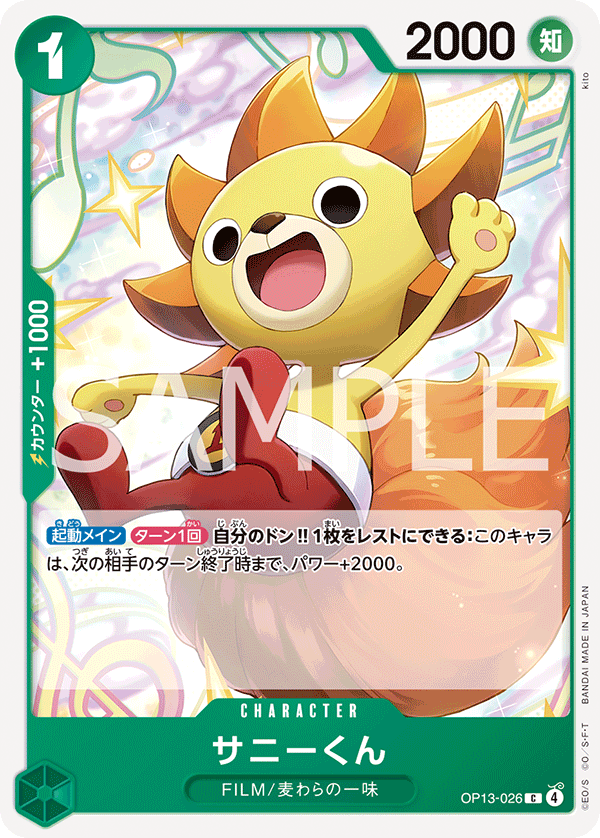 1
2000 知
kito
カウンター +1000
SAMPLE
起動メイン ターン1回 自分のドン!!1枚をレストにできる:このキャラ
は、次の相手のターン終了時まで、パワー+2000。
CHARACTER
サニーくん
FILM/麦わらの一味
OP13-026 C 4
©E.O/S ©O/S・F・T BANDAI MADE IN JAPAN